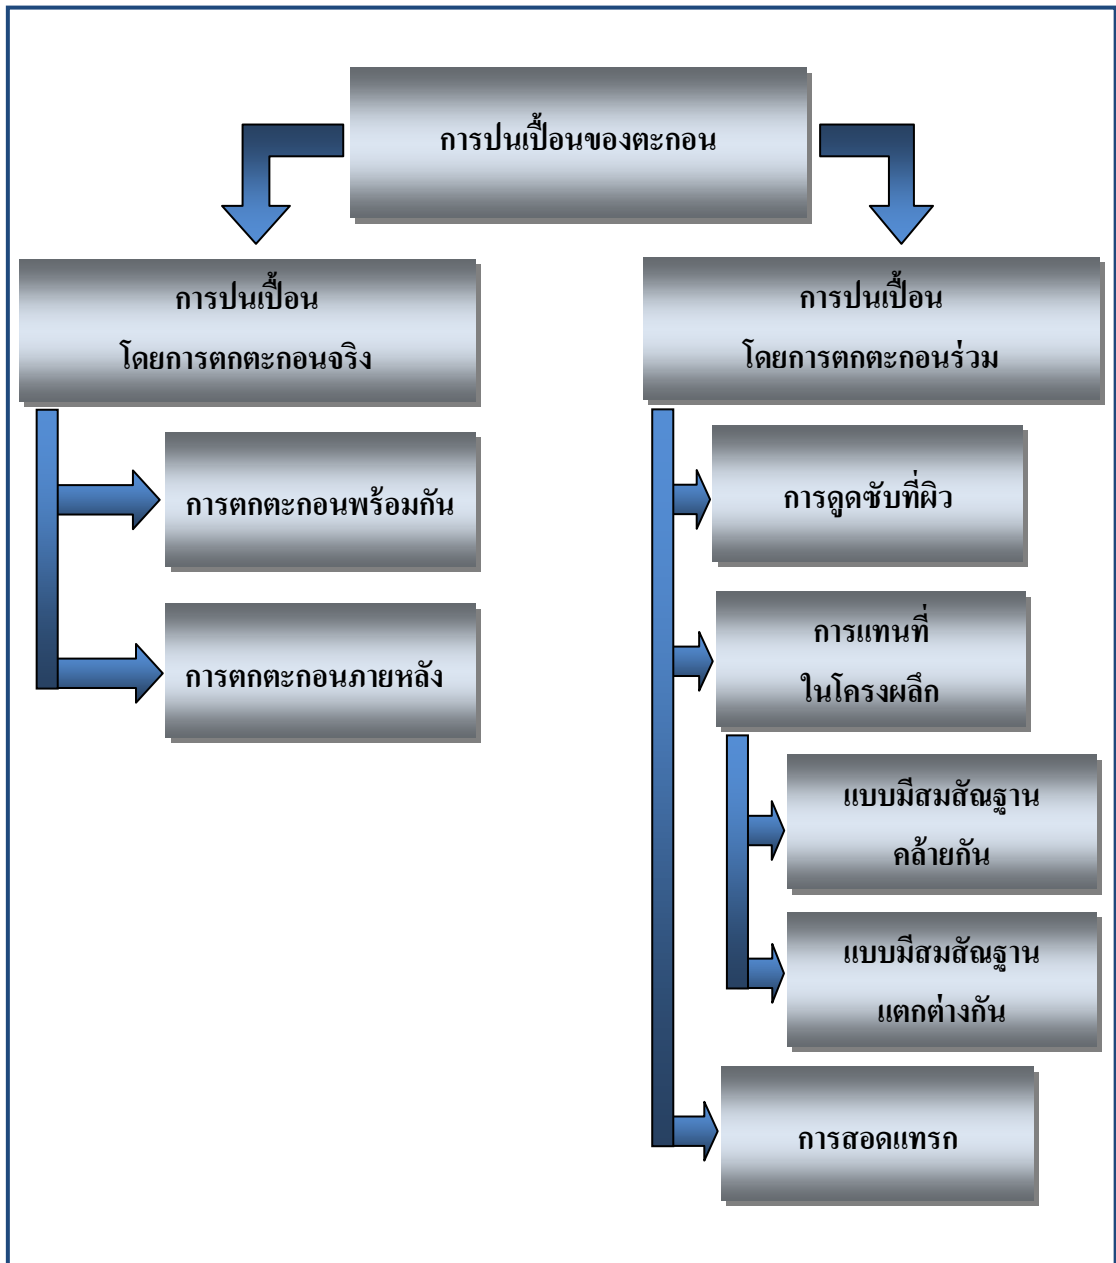 การปนเปื้อนของตะกอน
การปนเปื้อน
โดยการตกตะกอนจริง
การตกตะกอนพร้อมกัน
การตกตะกอนภายหลัง
การปนเปื้อน
โดยการตกตะกอนร่วม
การดูดซับที่ผิว
การแทนที่
ในโครงผลึก
แบบมีสมสัณฐาน
คล้ายกัน
แบบมีสมสัณฐาน
แตกต่างกัน
การสอดแทรก